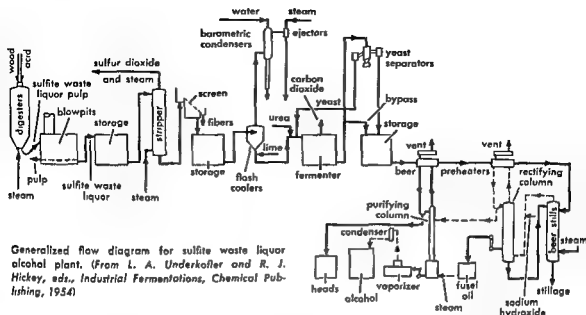 water
steam
barometric
condensers
ejectors
wood
acid
sulfur dioxide
and steam
sulfite waste
liquor pulp
digesters
blowpits
storage
stripper
screen
fibers
carbon
dioxide
yeast
separators
yeast
bypass
urea
storage
lime
pulp
steam
sulfite waste
liquor
steam
storage
flash
coolers
fermenter
vent
vent
beer
preheaters
rectifying
column
purifying
column
condenser
beer stills
steam
heads
alcohol
vaporizer
steam
fusel
oil
sodium
hydroxide
stillage
Generalized flow diagram for sulfite waste liquor
alcohol plant. (From L. A. Underkofler and R. J.
Hickey, eds., Industrial Fermentations, Chemical Pub-
lishing, 1954)